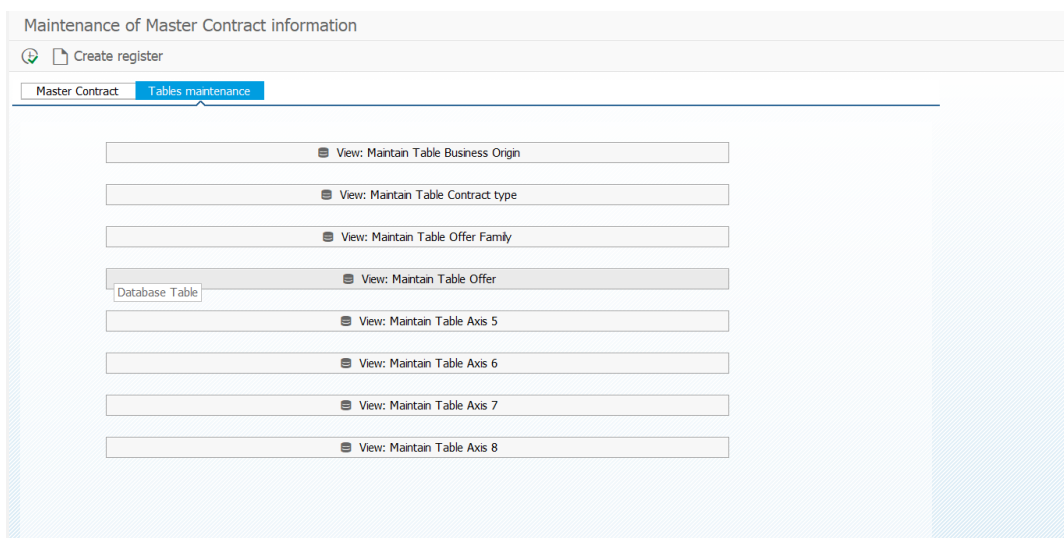 Maintenance of Master Contract information
Create register
Master Contract Tables maintenance
View: Maintain Table Business Origin
View: Maintain Table Contract type
View: Maintain Table Offer Family
View: Maintain Table Offer
Database Table
View: Maintain Table Axis 5
View: Maintain Table Axis 6
View: Maintain Table Axis 7
View: Maintain Table Axis 8